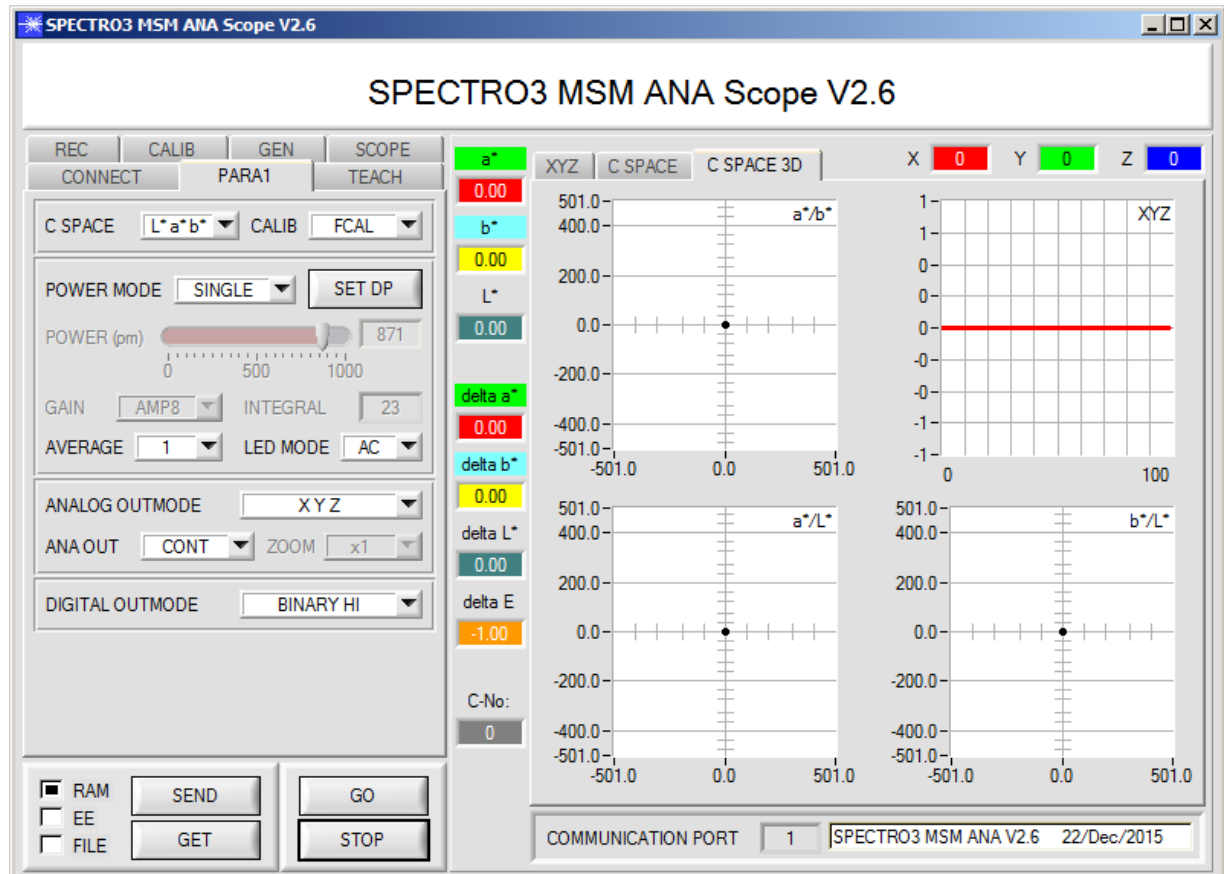 SPECTRO3 MSM ANA Scope V2.6
SPECTRO3 MSM ANA Scope V2.6
REC CALIB GEN SCOPE
CONNECT PARA1 TEACH
C SPACE L*a*b* CALIB FCAL
POWER MODE SINGLE SET DP
POWER (pm) 871
0 500 1000
GAIN AMP8 INTEGRAL 23
AVERAGE 1 LED MODE AC
ANALOG OUTMODE X Y Z
ANA OUT CONT ZOOM x1
DIGITAL OUTMODE BINARY HI
RAM
EE
FILE
SEND
GET
GO
STOP
a*
0.00
b*
0.00
L*
0.00
delta a*
0.00
delta b*
0.00
delta L*
0.00
delta E
-1.00
C-No:
0
XYZ C SPACE C SPACE 3D
X 0 Y 0 Z 0
a*/b*
501.0
400.0
200.0
0.0
-200.0
-400.0
-501.0
-501.0 0.0 501.0
XYZ
1
1
0
0
0
-0
-0
-1
-1
0 100
a*/L*
501.0
400.0
200.0
0.0
-200.0
-400.0
-501.0
-501.0 0.0 501.0
b*/L*
501.0
400.0
200.0
0.0
-200.0
-400.0
-501.0
-501.0 0.0 501.0
COMMUNICATION PORT 1 SPECTRO3 MSM ANA V2.6 22/Dec/2015